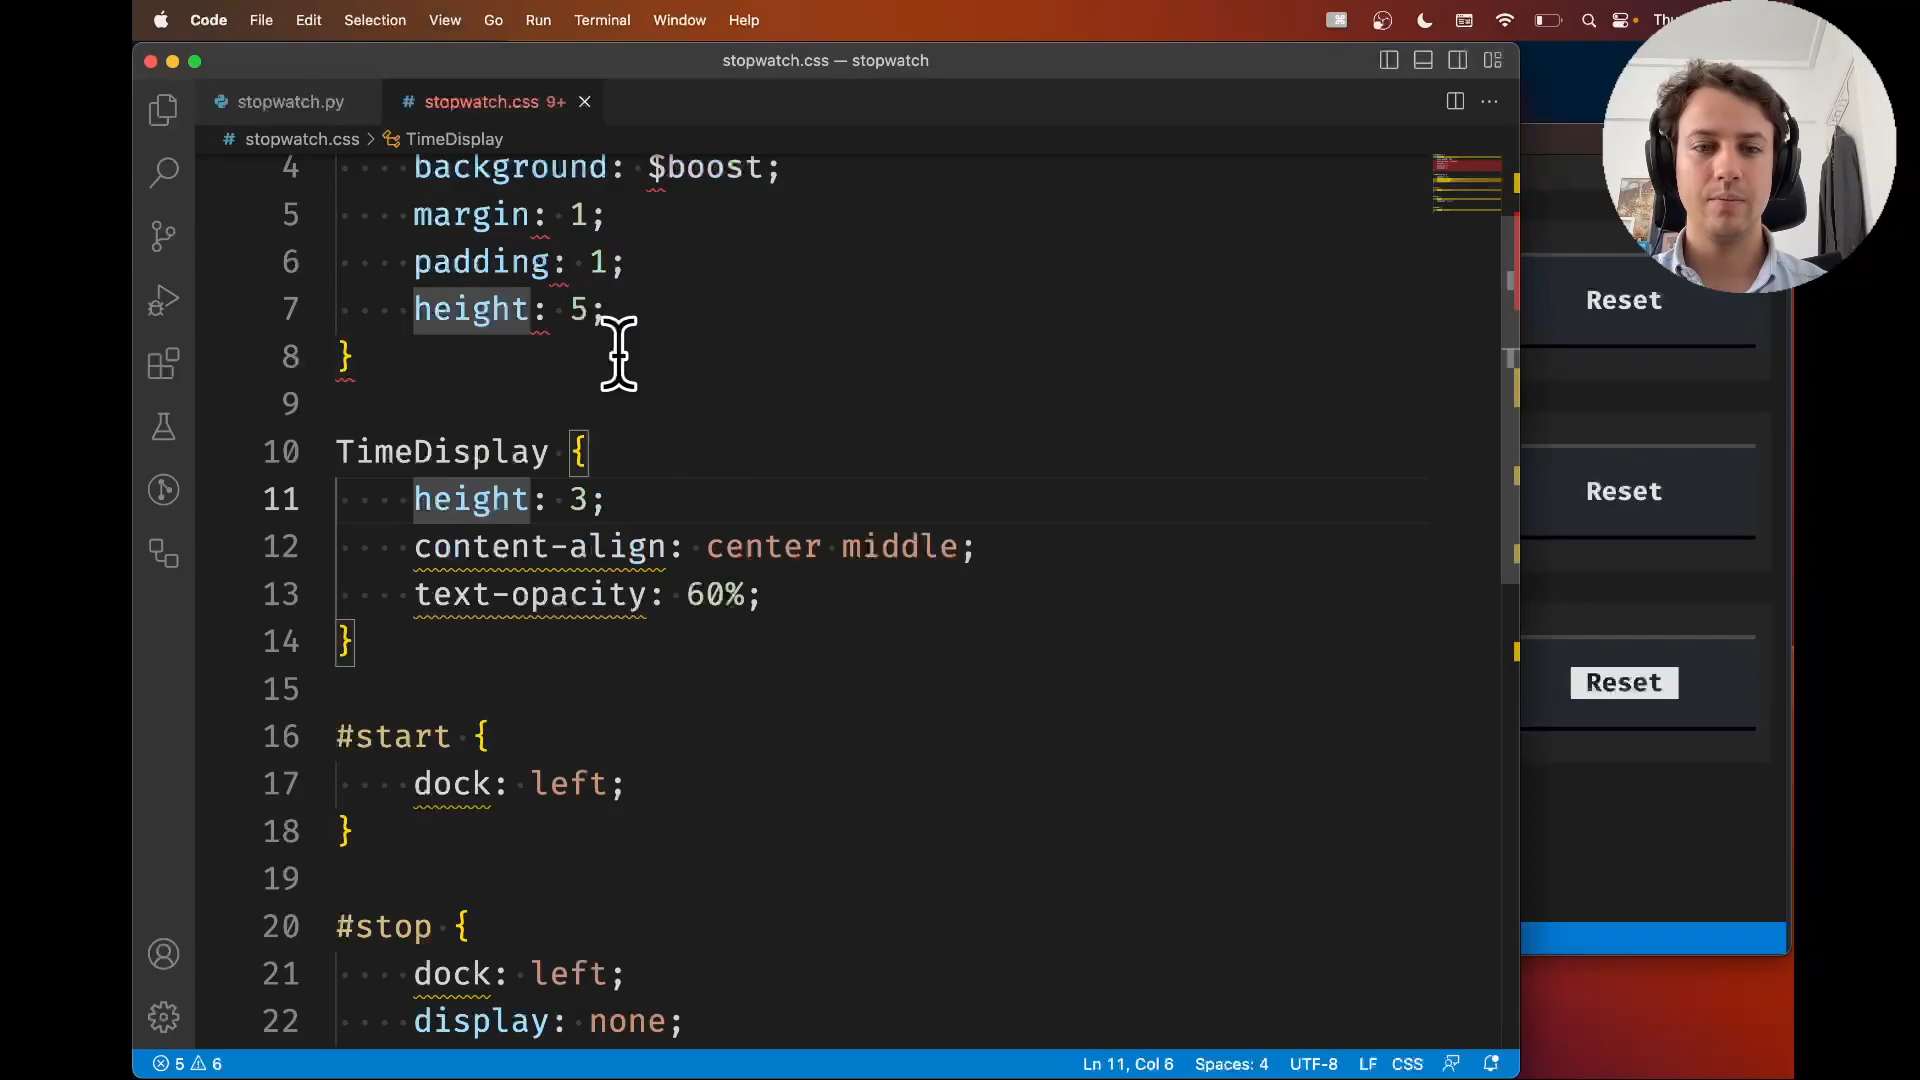 Code File Edit Selection View Go Run Terminal Window Help
stopwatch.css — stopwatch
stopwatch.py
stopwatch.css 9+
stopwatch.css > TimeDisplay
4 background: $boost;
5 margin: 1;
6 padding: 1;
7 height: 5;
8 }
9
10 TimeDisplay {
11 height: 3;
12 content-align: center middle;
13 text-opacity: 60%;
14 }
15
16 #start {
17 dock: left;
18 }
19
20 #stop {
21 dock: left;
22 display: none;
5 6
Ln 11, Col 6 Spaces: 4 UTF-8 LF CSS
Reset
Reset
Reset